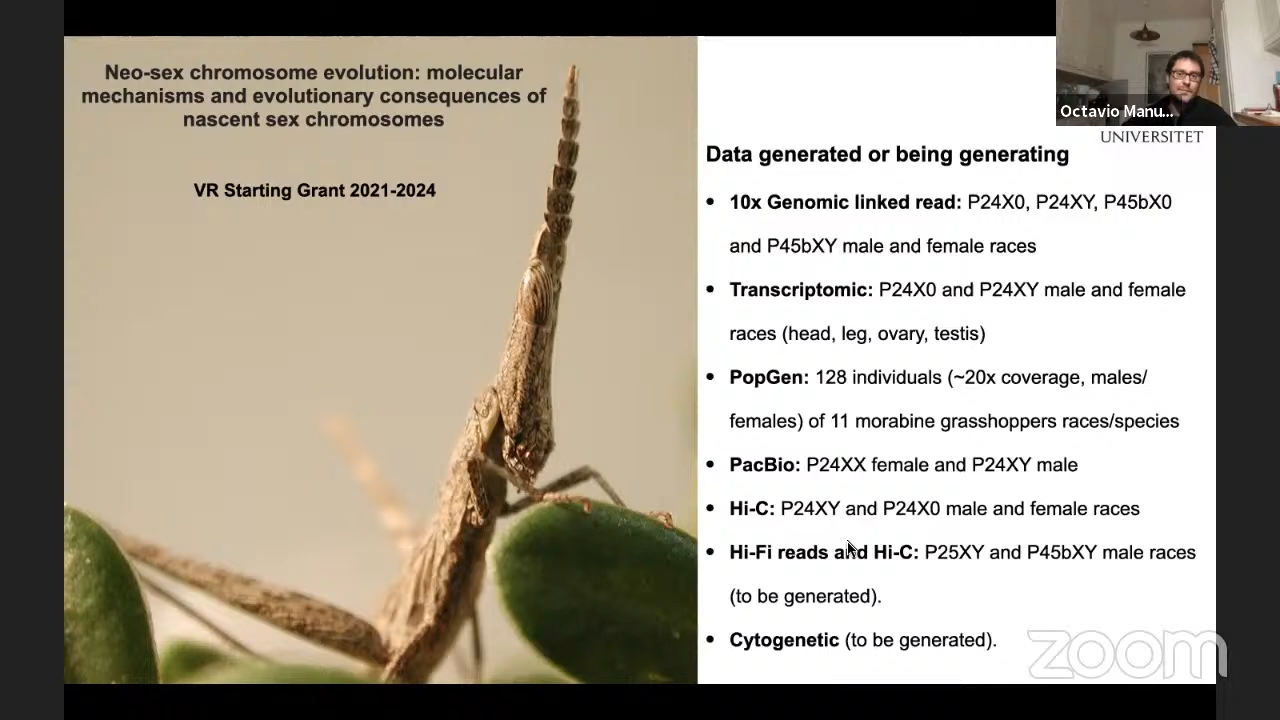 Neo-sex chromosome evolution: molecular
mechanisms and evolutionary consequences of
nascent sex chromosomes
VR Starting Grant 2021-2024
Octavio Manu...
UNIVERSITET
Data generated or being generating
• 10x Genomic linked read: P24X0, P24XY, P45bX0
and P45bXY male and female races
• Transcriptomic: P24X0 and P24XY male and female
races (head, leg, ovary, testis)
• PopGen: 128 individuals (~20x coverage, males/
females) of 11 morabine grasshoppers races/species
• PacBio: P24XX female and P24XY male
• Hi-C: P24XY and P24X0 male and female races
• Hi-Fi reads and Hi-C: P25XY and P45bXY male races
(to be generated).
• Cytogenetic (to be generated).
zoom